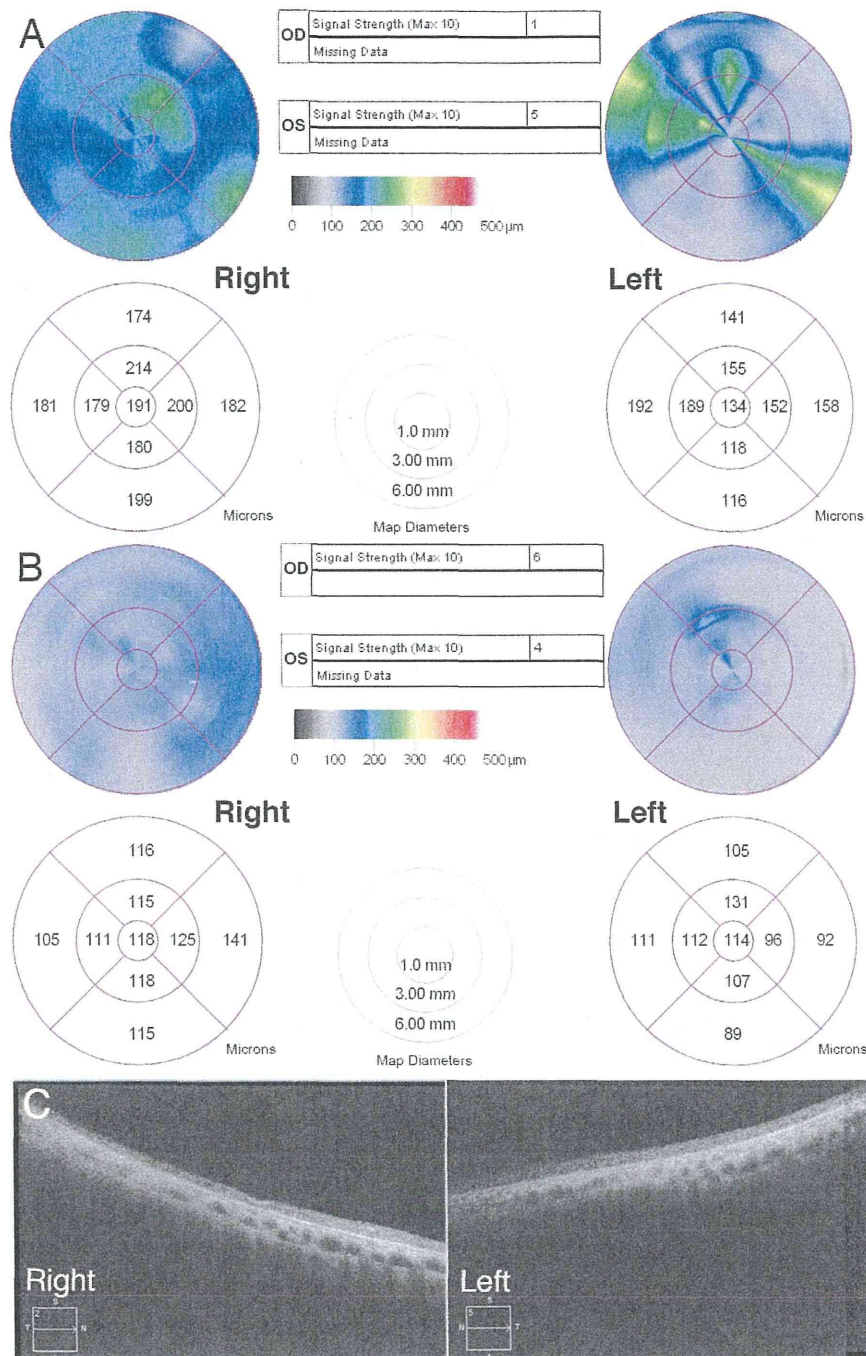 A
OD
Signal Strength (Max 10) 1
Missing Data
OS
Signal Strength (Max 10) 5
Missing Data
0 100 200 300 400 500 µm
Right
Left
174
214
181 179 191 200 182
180
199
Microns
1.0 mm
3.00 mm
6.00 mm
Map Diameters
141
155
192 189 134 152 158
118
116
Microns
B
OD
Signal Strength (Max 10) 6
OS
Signal Strength (Max 10) 4
Missing Data
0 100 200 300 400 500 µm
Right
Left
116
115
105 111 118 125 141
118
115
Microns
1.0 mm
3.00 mm
6.00 mm
Map Diameters
105
131
111 112 114 96 92
107
89
Microns
C
Right
2
T N
Left
S
5
N T